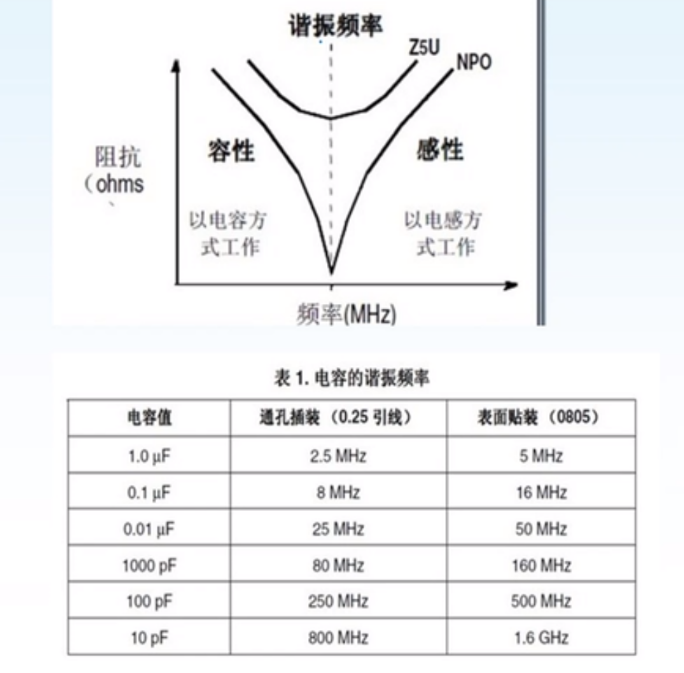 谐振频率
Z5U
NPO
阻抗
（ohms
、
容性
感性
以电容方
式工作
以电感方
式工作
频率(MHz)
表 1. 电容的谐振频率
电容值 通孔插装（0.25 引线） 表面贴装（0805）
1.0 μF 2.5 MHz 5 MHz
0.1 μF 8 MHz 16 MHz
0.01 μF 25 MHz 50 MHz
1000 pF 80 MHz 160 MHz
100 pF 250 MHz 500 MHz
10 pF 800 MHz 1.6 GHz